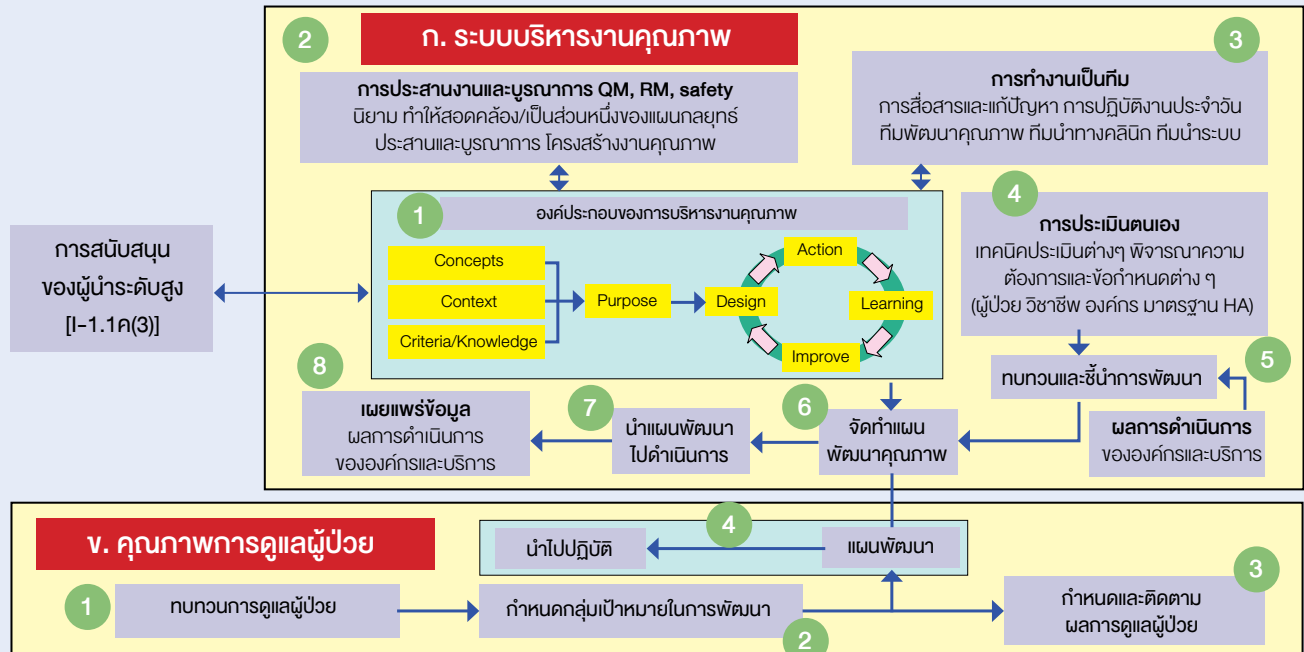 2
ก. ระบบบริหารงานคุณภาพ
3
การประสานงานและบูรณาการ QM, RM, safety
นิยาม ทำให้สอดคล้อง/เป็นส่วนหนึ่งของแผนกลยุทธ์
ประสานและบูรณาการ โครงสร้างงานคุณภาพ
การทำงานเป็นทีม
การสื่อสารและแก้ปัญหา การปฏิบัติงานประจำวัน
ทีมพัฒนาคุณภาพ ทีมนำทางคลินิก ทีมนำระบบ
การสนับสนุน
ของผู้นำระดับสูง
[I-1.1ค(3)]
1
องค์ประกอบของการบริหารงานคุณภาพ
Concepts
Context
Criteria/Knowledge
Purpose
Design
Action
Learning
Improve
4
การประเมินตนเอง
เทคนิคประเมินต่างๆ พิจารณาความ
ต้องการและข้อกำหนดต่าง ๆ
(ผู้ป่วย วิชาชีพ องค์กร มาตรฐาน HA)
5
ทบทวนและชี้นำการพัฒนา
ผลการดำเนินการ
ขององค์กรและบริการ
6
จัดทำแผน
พัฒนาคุณภาพ
7
นำแผนพัฒนา
ไปดำเนินการ
8
เผยแพร่ข้อมูล
ผลการดำเนินการ
ขององค์กรและบริการ
ข. คุณภาพการดูแลผู้ป่วย
นำไปปฏิบัติ
4
แผนพัฒนา
1
ทบทวนการดูแลผู้ป่วย
กำหนดกลุ่มเป้าหมายในการพัฒนา
2
3
กำหนดและติดตาม
ผลการดูแลผู้ป่วย